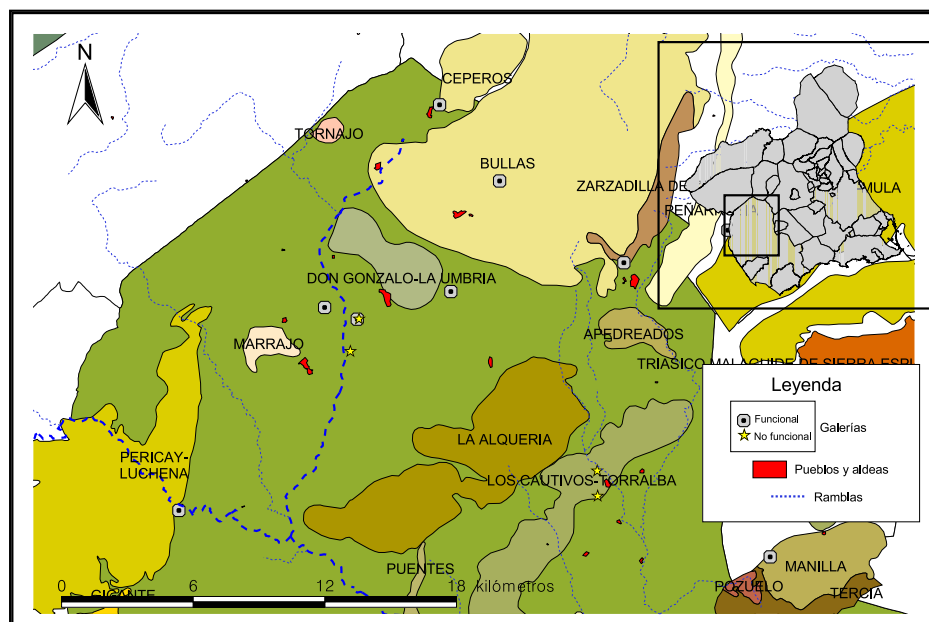 N
CEPEROS
TORNAJO
BULLAS
ZARZADILLA DE
MULA
DON GONZALO-LA UMBRIA
MARRAJO
APEDREADOS
TRIASICO MALAGUIDE DE SIERRA ESPU
Leyenda
Funcional
No funcional
Galerías
Pueblos y aldeas
Ramblas
LA ALQUERIA
PERICAY-
LUCHENA
LOS CAUTIVOS-TORRALBA
PUENTES
MANILLA
POZUELO
TERCIA
GIGANTE
0 6 12 18 kilómetros